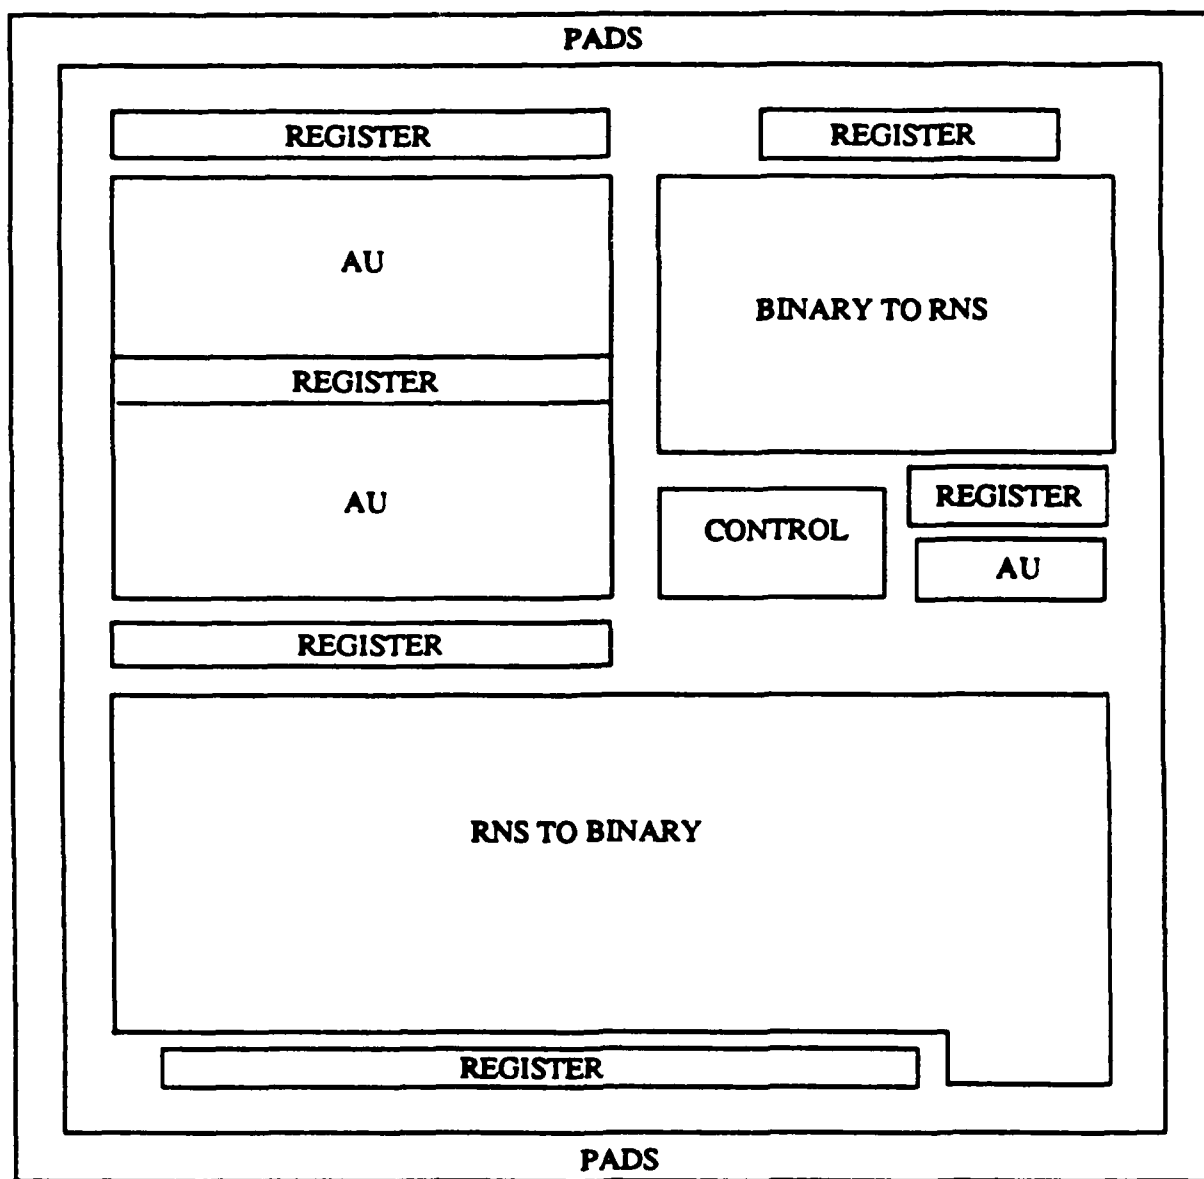 PADS
REGISTER
REGISTER
AU
BINARY TO RNS
REGISTER
AU
REGISTER
CONTROL
AU
REGISTER
RNS TO BINARY
REGISTER
PADS